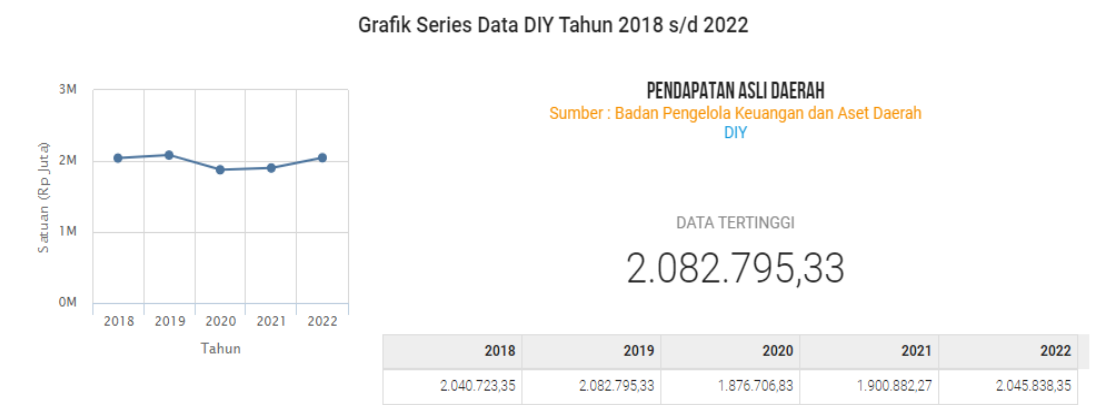 Grafik Series Data DIY Tahun 2018 s/d 2022
3M
2M
1M
0M
Satuan (Rp Juta)
2018 2019 2020 2021 2022
Tahun
PENDAPATAN ASLI DAERAH
Sumber : Badan Pengelola Keuangan dan Aset Daerah
DIY
DATA TERTINGGI
2.082.795,33
2018 2019 2020 2021 2022
2.040.723,35 2.082.795,33 1.876.706,83 1.900.882,27 2.045.838,35